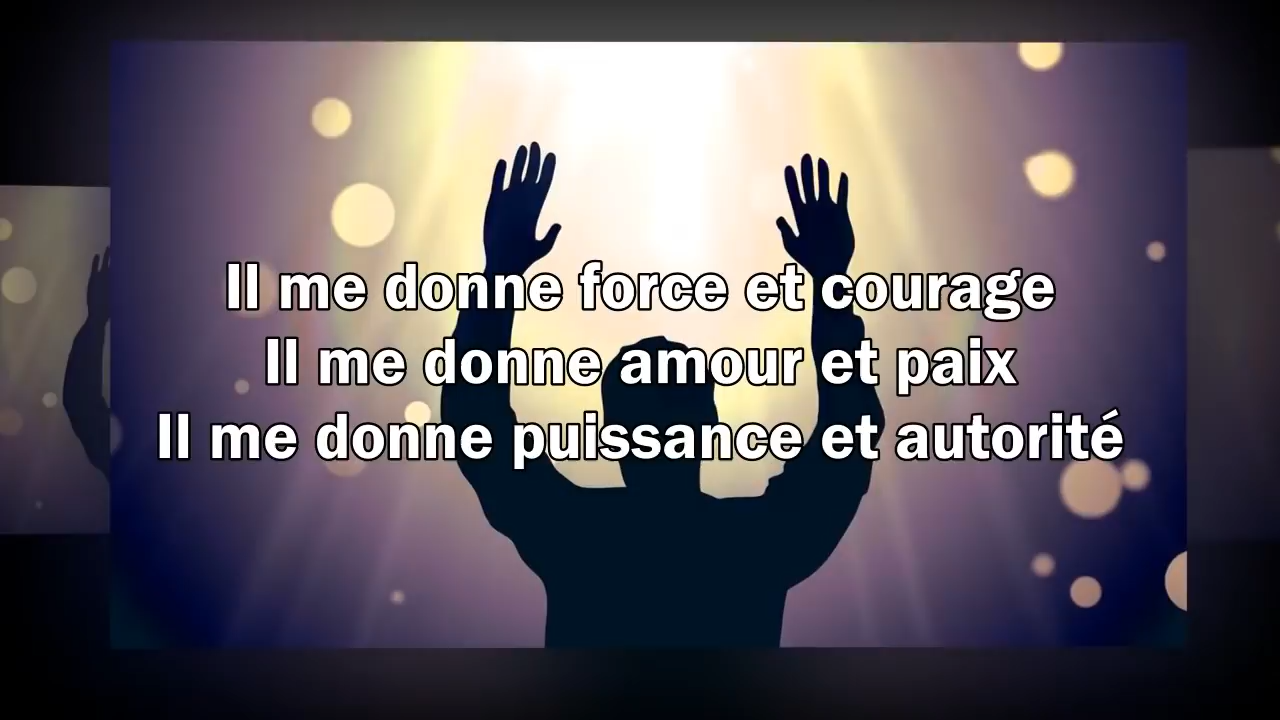 Il me donne force et courage
Il me donne amour et paix
Il me donne puissance et autorité